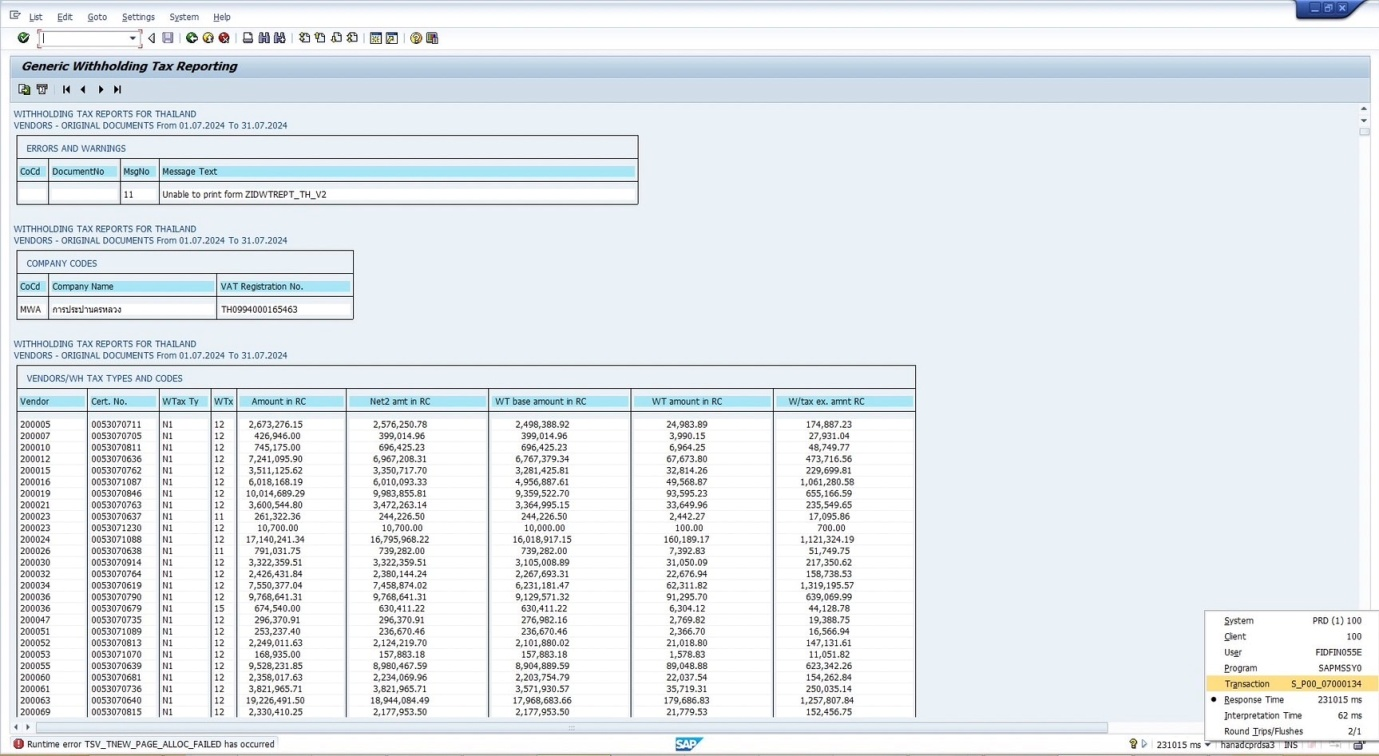 List Edit Goto Settings System Help
Generic Withholding Tax Reporting
WITHHOLDING TAX REPORTS FOR THAILAND
VENDORS - ORIGINAL DOCUMENTS From 01.07.2024 To 31.07.2024
ERRORS AND WARNINGS
CoCd DocumentNo MsgNo Message Text
11 Unable to print form ZIDWTREPT_TH_V2
WITHHOLDING TAX REPORTS FOR THAILAND
VENDORS - ORIGINAL DOCUMENTS From 01.07.2024 To 31.07.2024
COMPANY CODES
CoCd Company Name VAT Registration No.
MWA การประปานครหลวง TH0994000165463
WITHHOLDING TAX REPORTS FOR THAILAND
VENDORS - ORIGINAL DOCUMENTS From 01.07.2024 To 31.07.2024
VENDORS/WH TAX TYPES AND CODES
Vendor Cert. No. WTax Ty WTx Amount in RC Net2 amt in RC WT base amount in RC WT amount in RC W/tax ex. amnt RC
200005 0053070711 N1 12 2,673,276.15 2,576,250.78 2,498,388.92 24,983.89 174,887.23
200007 0053070705 N1 12 426,946.00 399,014.96 399,014.96 3,990.15 27,931.04
200010 0053070811 N1 12 745,175.00 696,425.23 696,425.23 6,964.25 48,749.77
200012 0053070636 N1 12 7,241,095.90 6,967,208.31 6,767,379.34 67,673.80 473,716.56
200015 0053070762 N1 12 3,511,125.62 3,350,717.70 3,281,425.81 32,814.26 229,699.81
200016 0053071087 N1 12 6,018,168.19 6,010,093.33 4,956,887.61 49,568.87 1,061,280.58
200019 0053070846 N1 12 10,014,689.29 9,983,855.81 9,359,522.70 93,595.23 655,166.59
200021 0053070763 N1 12 3,600,544.80 3,472,263.14 3,364,995.15 33,649.96 235,549.65
200023 0053070637 N1 11 261,322.36 244,226.50 244,226.50 2,442.27 17,095.86
200023 0053071230 N1 12 10,700.00 10,700.00 10,000.00 100.00 700.00
200024 0053071088 N1 12 17,140,241.34 16,795,968.22 16,018,917.15 160,189.17 1,121,324.19
200026 0053070638 N1 11 791,031.75 739,282.00 739,282.00 7,392.83 51,749.75
200030 0053070914 N1 12 3,322,359.51 3,322,359.51 3,105,008.89 31,050.09 217,350.62
200032 0053070764 N1 12 2,426,431.84 2,380,144.24 2,267,693.31 22,676.94 158,738.53
200034 0053070619 N1 12 7,550,377.04 7,458,874.02 6,231,181.47 62,311.82 1,319,195.57
200036 0053070790 N1 12 9,768,641.31 9,768,641.31 9,129,571.32 91,295.70 639,069.99
200036 0053070679 N1 15 674,540.00 630,411.22 630,411.22 6,304.12 44,128.78
200047 0053070735 N1 12 296,370.91 296,370.91 276,982.16 2,769.82 19,388.75
200051 0053071089 N1 12 253,237.40 236,670.46 236,670.46 2,366.70 16,566.94
200052 0053070813 N1 12 2,249,011.63 2,124,219.70 2,101,880.02 21,018.80 147,131.61
200053 0053071070 N1 12 168,935.00 157,883.18 157,883.18 1,578.83 11,051.82
200055 0053070639 N1 12 9,528,231.85 8,980,467.59 8,904,889.59 89,048.88 623,342.26
200060 0053070681 N1 12 2,358,017.63 2,234,069.96 2,203,754.79 22,037.54 154,262.84
200061 0053070736 N1 12 3,821,965.71 3,821,965.71 3,571,930.57 35,719.31 250,035.14
200063 0053070640 N1 12 19,226,491.50 18,944,084.49 17,968,683.66 179,686.83 1,257,807.84
200069 0053070815 N1 12 2,330,410.25 2,177,953.50 2,177,953.50 21,779.53 152,456.75
System PRD (1) 100
Client 100
User FIDFIN055E
Program SAPMSSY0
Transaction S_P00_07000134
Response Time 231015 ms
Interpretation Time 62 ms
Round Trips/Flushes 2/1
Runtime error TSV_TNEW_PAGE_ALLOC_FAILED has occurred
SAP
231015 ms hanadcprdsa3 INS